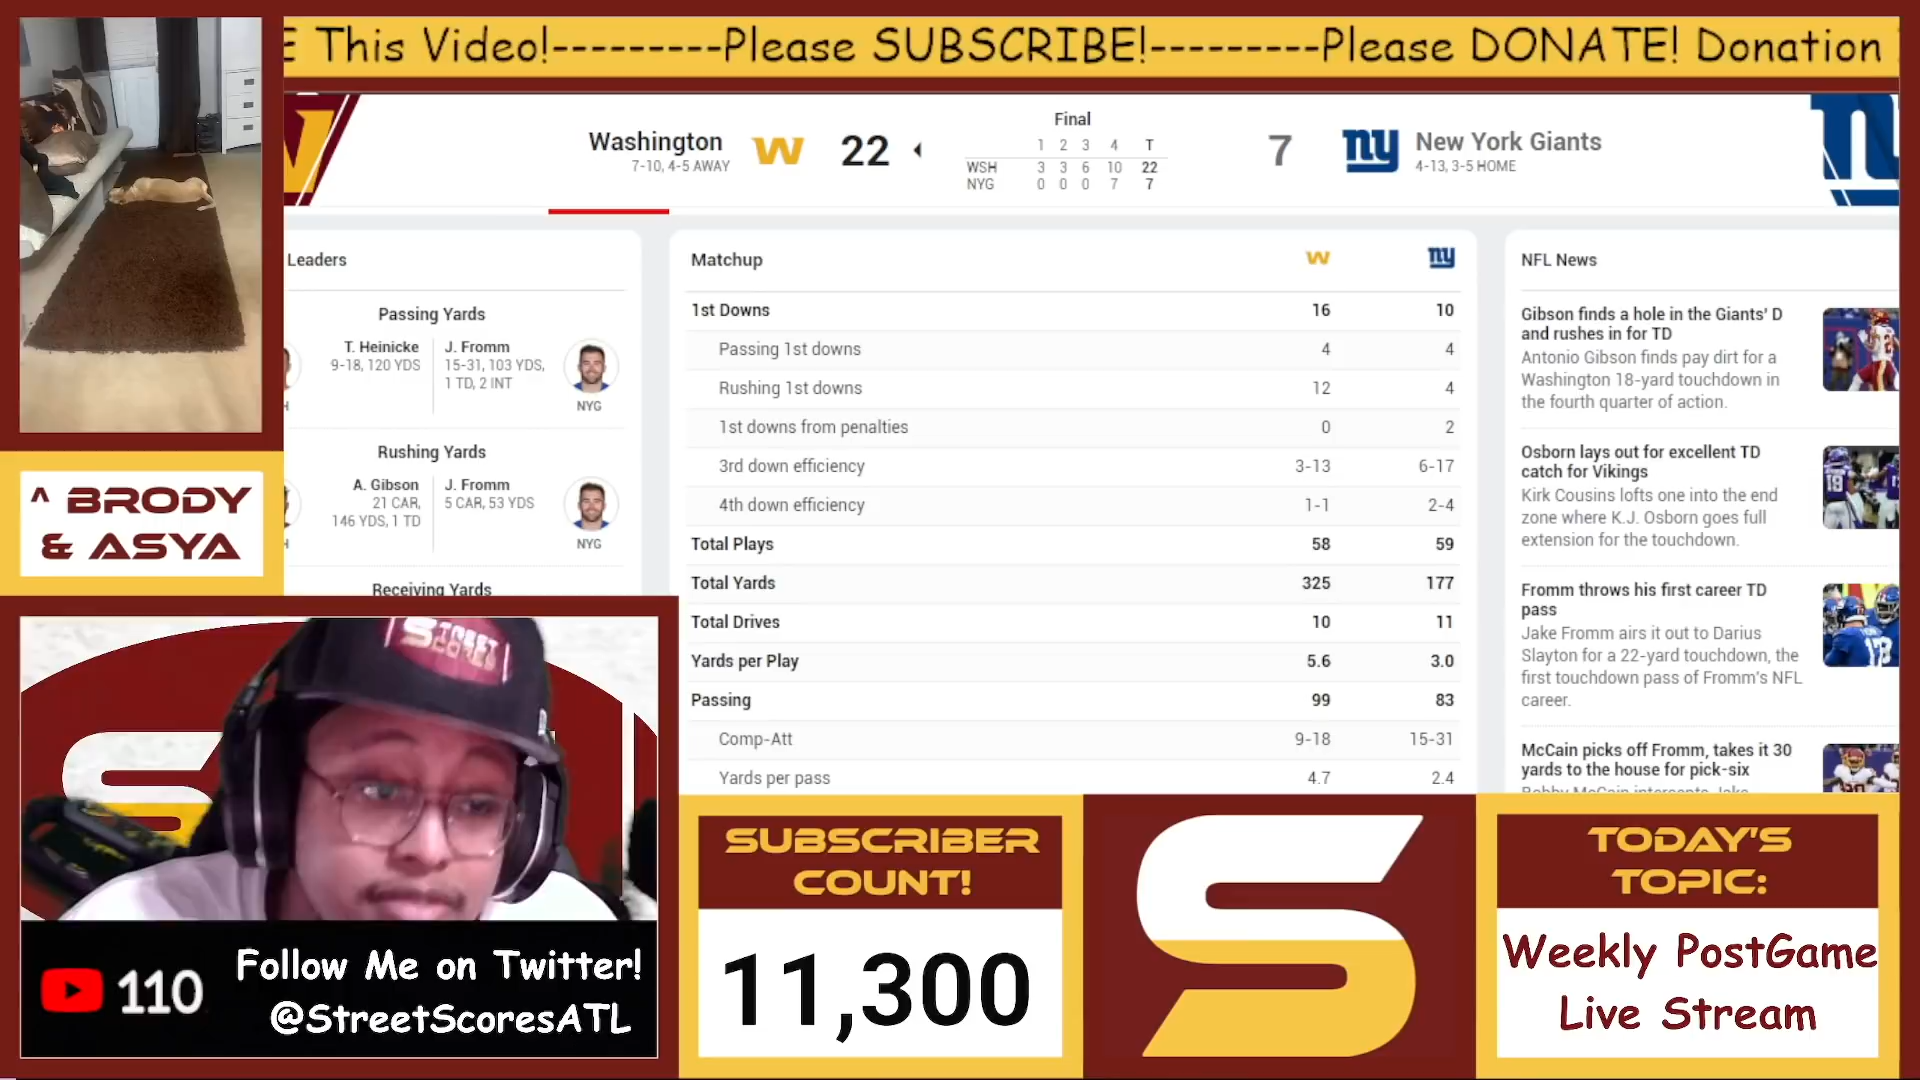 This Video!---------Please SUBSCRIBE!---------Please DONATE! Donation
Washington
7-10, 4-5 AWAY
W
22
Final
1 2 3 4 T
WSH 3 3 6 10 22
NYG 0 0 0 7 7
7
ny
New York Giants
4-13, 3-5 HOME
Leaders
Passing Yards
T. Heinicke
9-18, 120 YDS
J. Fromm
15-31, 103 YDS,
1 TD, 2 INT
NYG
Rushing Yards
A. Gibson
21 CAR,
146 YDS, 1 TD
J. Fromm
5 CAR, 53 YDS
NYG
Receiving Yards
Matchup W ny
1st Downs 16 10
Passing 1st downs 4 4
Rushing 1st downs 12 4
1st downs from penalties 0 2
3rd down efficiency 3-13 6-17
4th down efficiency 1-1 2-4
Total Plays 58 59
Total Yards 325 177
Total Drives 10 11
Yards per Play 5.6 3.0
Passing 99 83
Comp-Att 9-18 15-31
Yards per pass 4.7 2.4
NFL News
Gibson finds a hole in the Giants' D
and rushes in for TD
Antonio Gibson finds pay dirt for a
Washington 18-yard touchdown in
the fourth quarter of action.
Osborn lays out for excellent TD
catch for Vikings
Kirk Cousins lofts one into the end
zone where K.J. Osborn goes full
extension for the touchdown.
Fromm throws his first career TD
pass
Jake Fromm airs it out to Darius
Slayton for a 22-yard touchdown, the
first touchdown pass of Fromm's NFL
career.
McCain picks off Fromm, takes it 30
yards to the house for pick-six
Bobby McCain intercepts Jake
^ BRODY
& ASYA
STREET
SCORES
110
Follow Me on Twitter!
@StreetScoresATL
SUBSCRIBER
COUNT!
11,300
S
TODAY'S
TOPIC:
Weekly PostGame
Live Stream